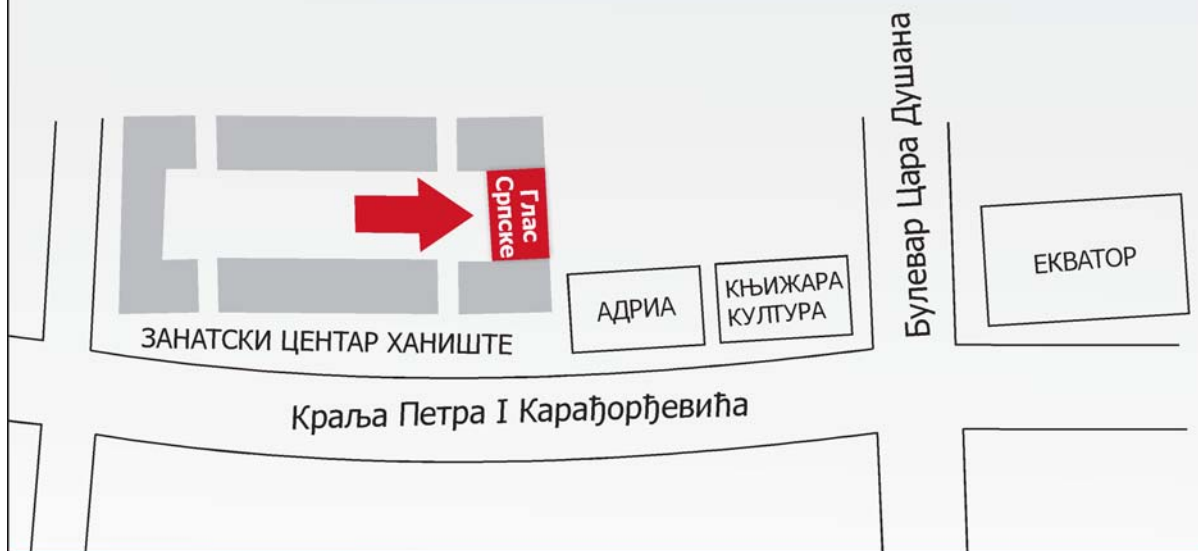 Булевар Цара Душана
Глас
Српске
ЕКВАТОР
АДРИА
КЊИЖАРА
КУЛТУРА
ЗАНАТСКИ ЦЕНТАР ХАНИШТЕ
Краља Петра I Карађорђевића